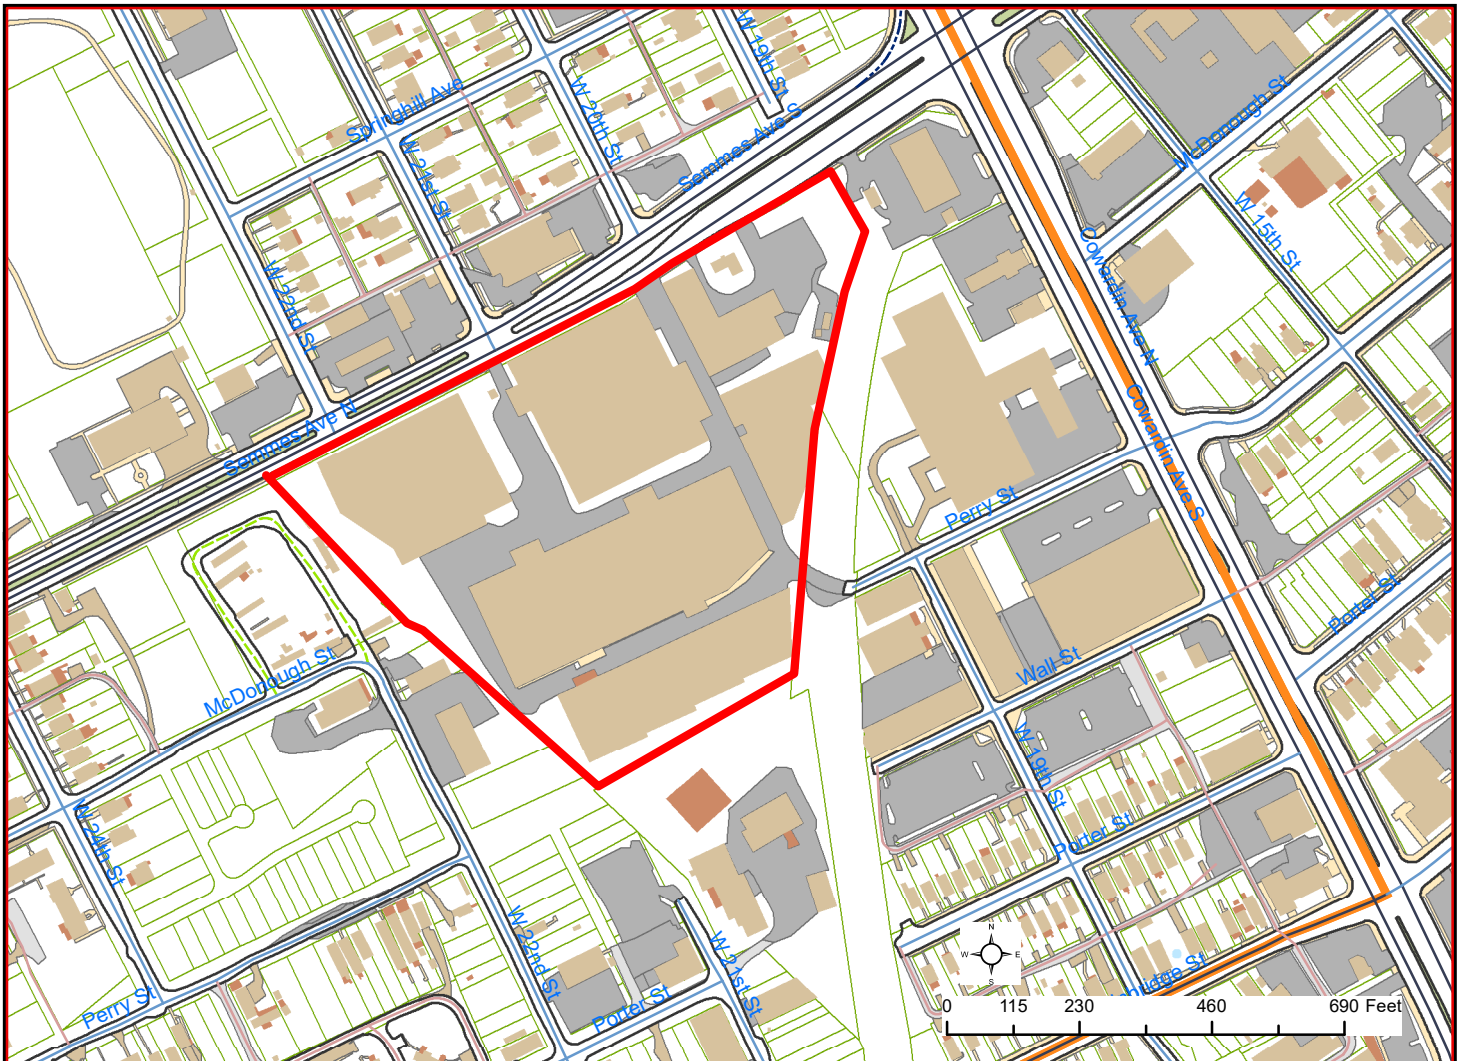 W 19th St
Springhill Ave
W 20th St
Semmes Ave S
McDonough St
W 21st St
W 15th St
W 22nd St
Cowardin Ave N
Semmes Ave N
Cowardin Ave S
Perry St
Porter St
McDonough St
Wall St
W 19th St
W 24th St
Porter St
W 22nd St
W 21st St
Perry St
Porter St
N
W E
S
0 115 230 460 690 Feet